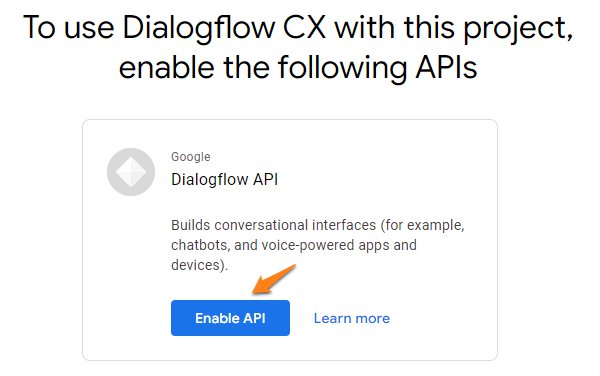 To use Dialogflow CX with this project,
enable the following APIs
Google
Dialogflow API
Builds conversational interfaces (for example,
chatbots, and voice-powered apps and
devices).
Enable API
Learn more